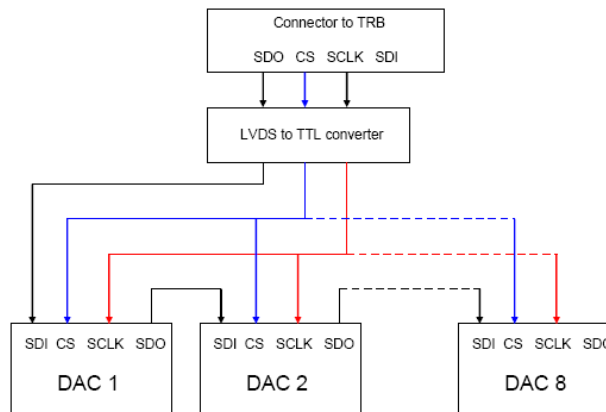 Connector to TRB
SDO CS SCLK SDI
LVDS to TTL converter
SDI CS SCLK SDO
DAC 1
SDI CS SCLK SDO
DAC 2
SDI CS SCLK SDO
DAC 8